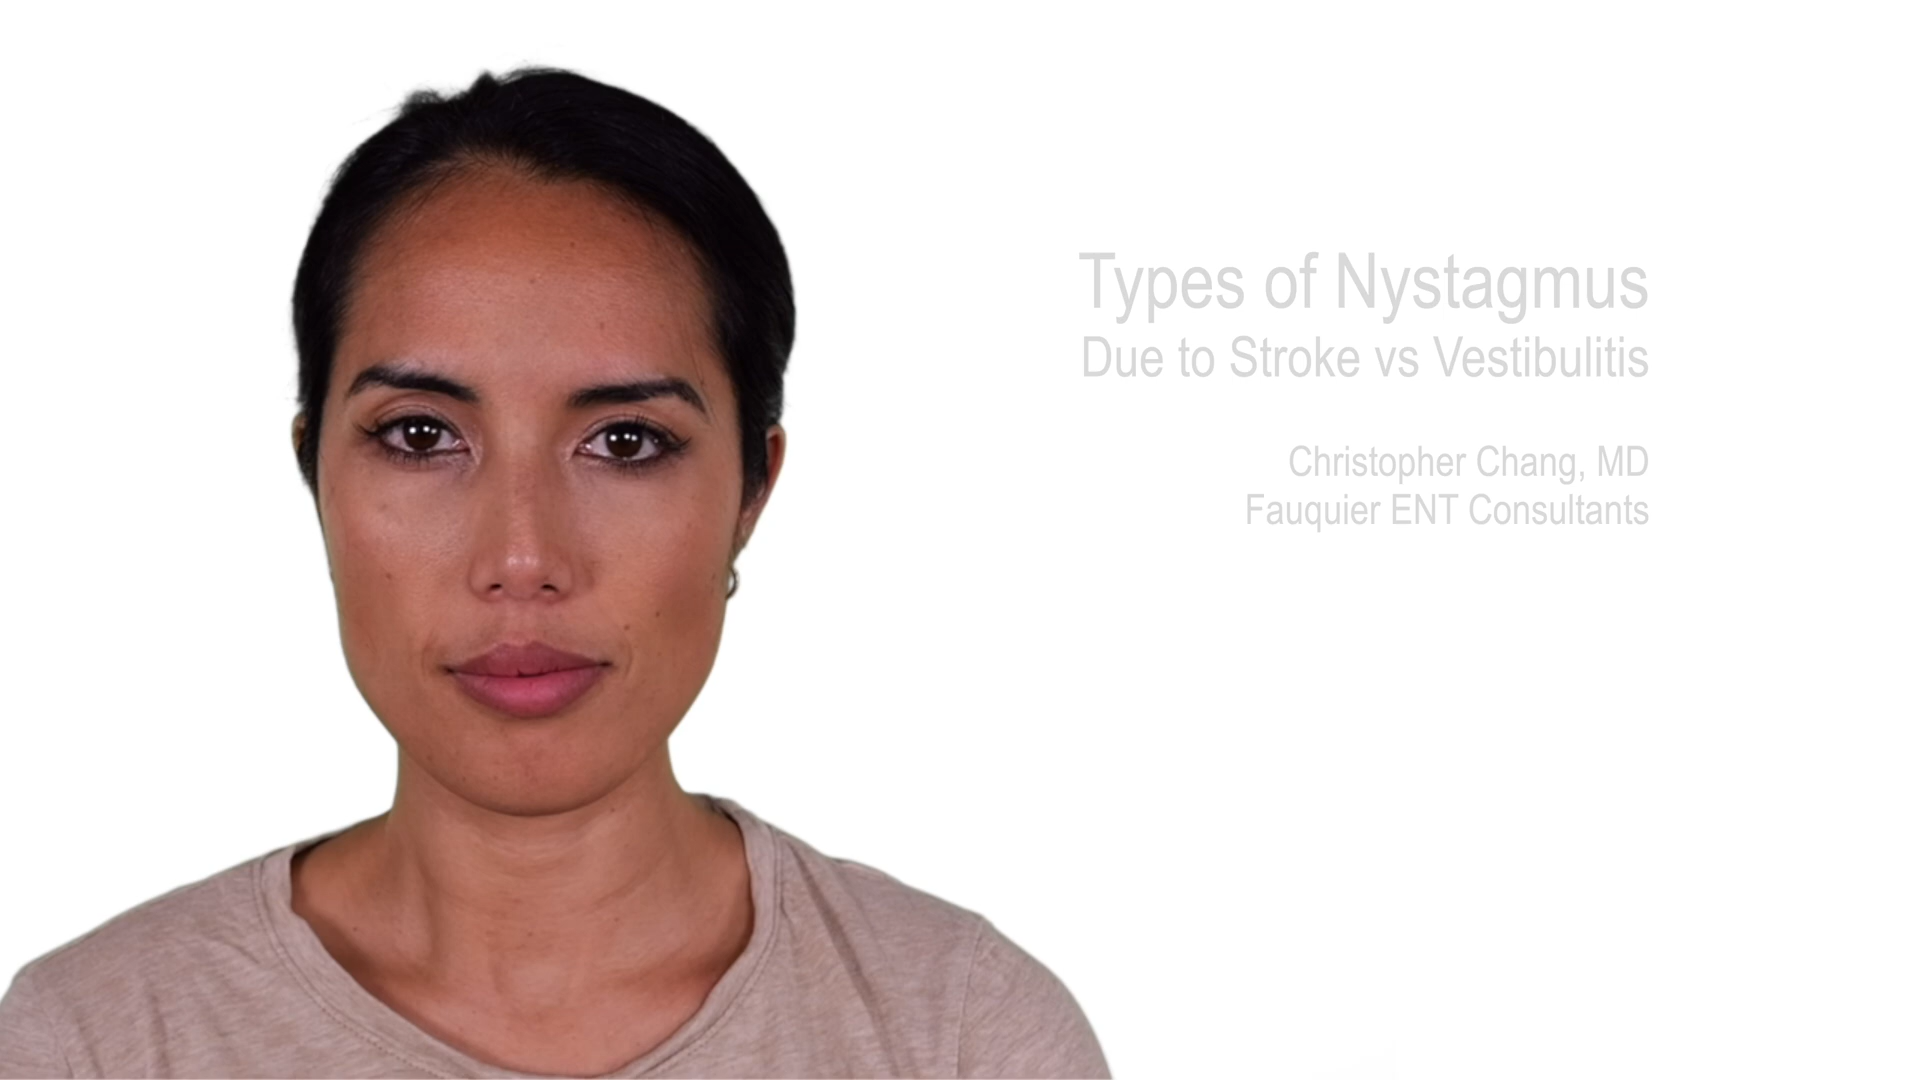 Types of Nystagmus
Due to Stroke vs Vestibulitis
Christopher Chang, MD
Fauquier ENT Consultants